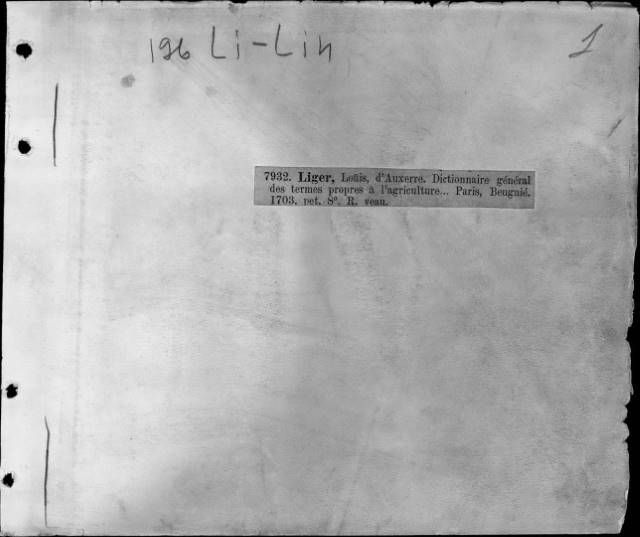 196 Li-Lin
1
7932. Liger, Louis, d'Auxerre. Dictionnaire général
des termes propres à l'agriculture... Paris, Beugnié.
1703. pet. 8°. R. veau.